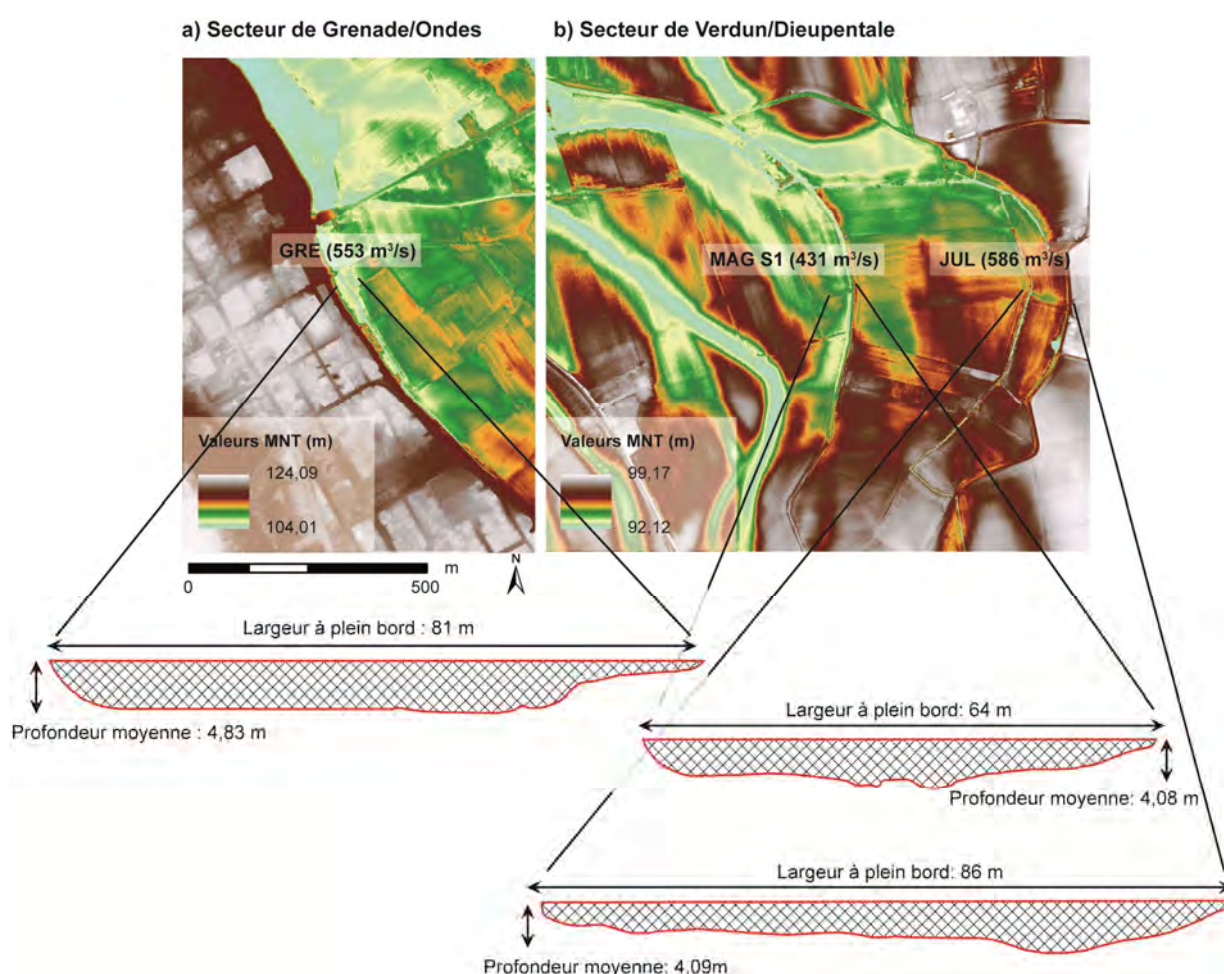 a) Secteur de Grenade/Ondes
b) Secteur de Verdun/Dieupentale
GRE (553 m³/s)
MAG S1 (431 m³/s)
JUL (586 m³/s)
Valeurs MNT (m)
124,09
104,01
Valeurs MNT (m)
99,17
92,12
m
N
0
500
Largeur à plein bord : 81 m
Profondeur moyenne : 4,83 m
Largeur à plein bord: 64 m
Profondeur moyenne: 4,08 m
Largeur à plein bord: 86 m
Profondeur moyenne: 4,09m